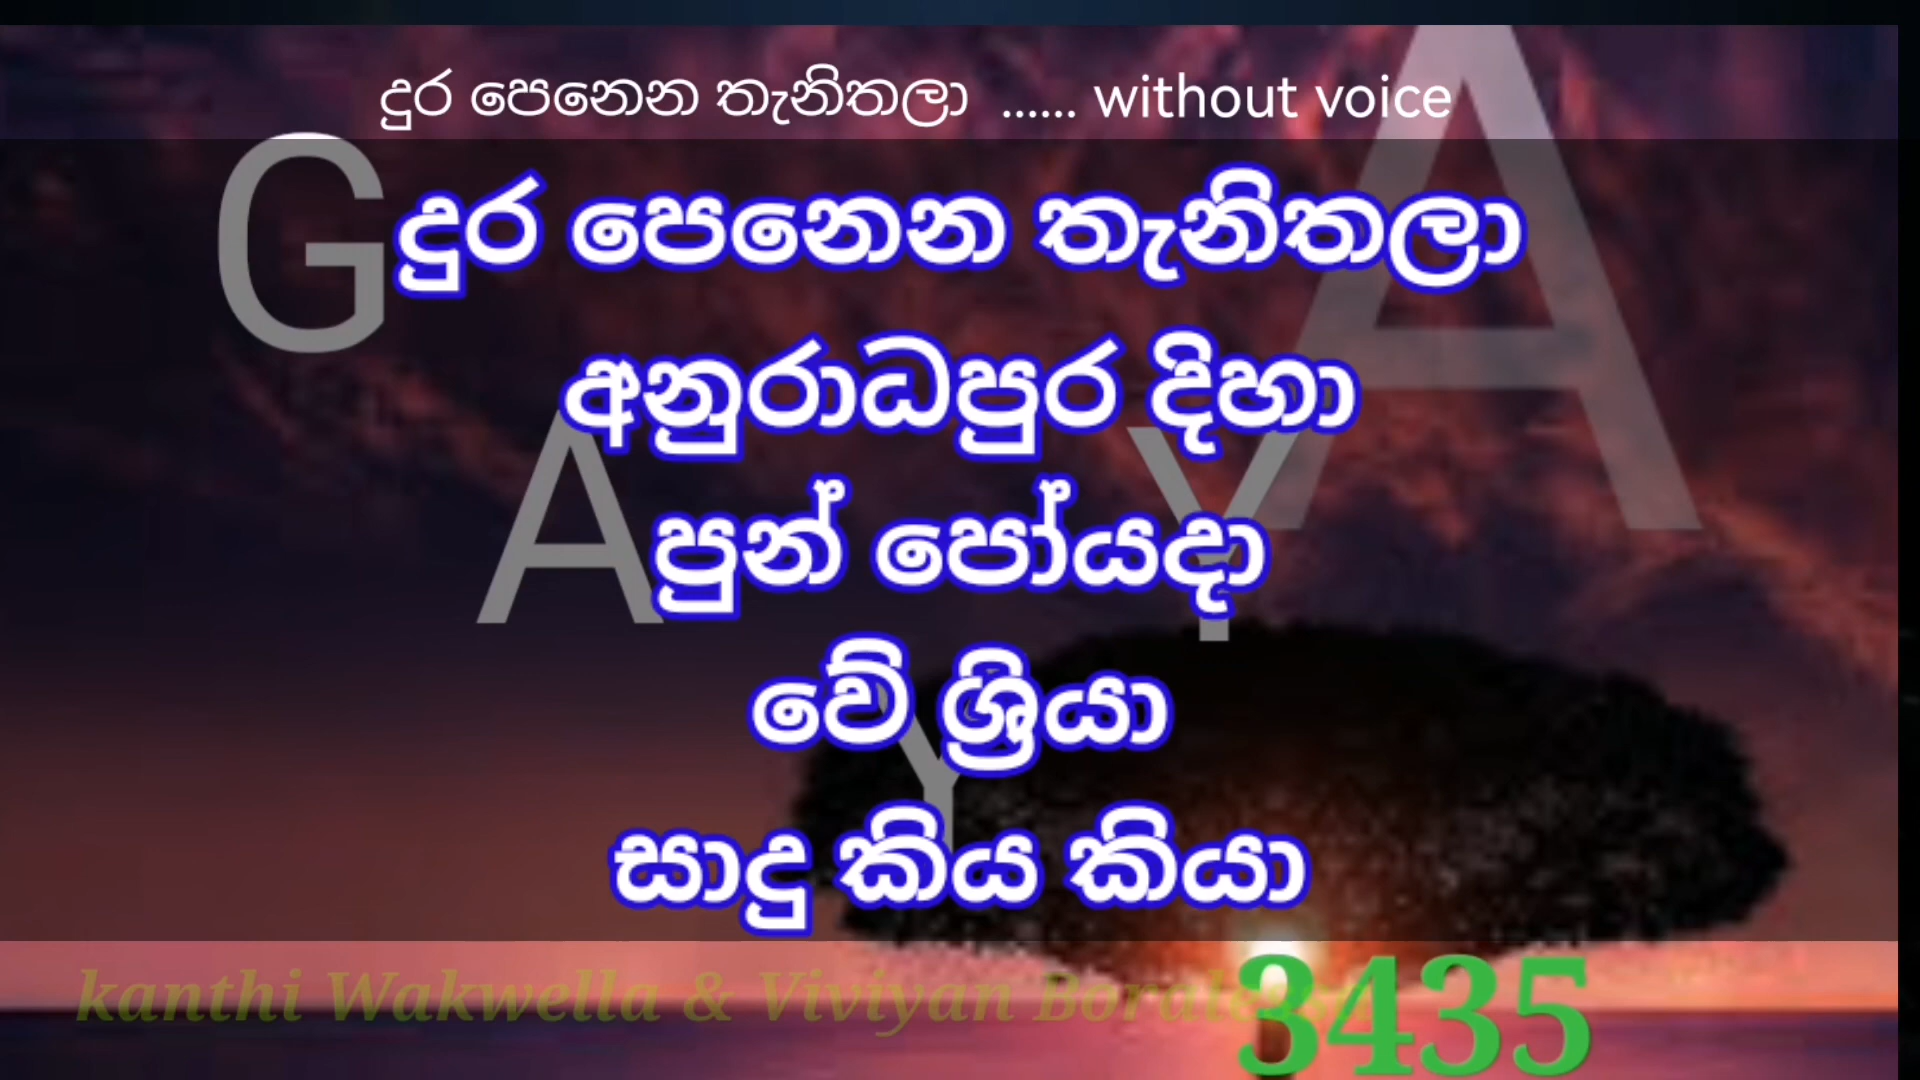 දුර පෙනෙන තැනිතලා ...... without voice
දුර පෙනෙන තැනිතලා
අනුරාධපුර දිහා
පුන් පෝයදා
වේ ශ්‍රියා
සාදු කිය කියා
G A Y Y A
kanthi Wakwella & Viviyan
3435